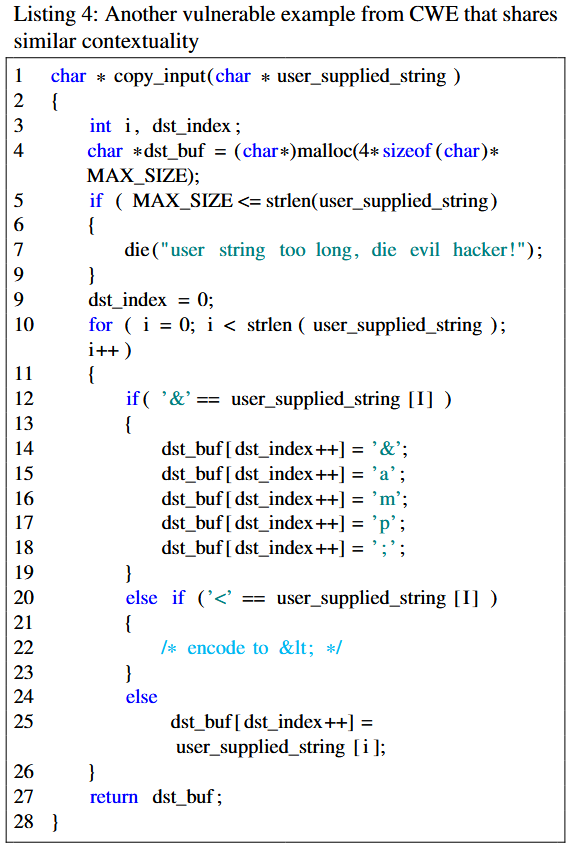 Listing 4: Another vulnerable example from CWE that shares
similar contextuality
1 char * copy_input(char * user_supplied_string )
2 {
3 int i, dst_index;
4 char *dst_buf = (char*)malloc(4*sizeof(char)*
MAX_SIZE);
5 if ( MAX_SIZE<=strlen(user_supplied_string)
6 {
7 die("user string too long, die evil hacker!");
9 }
9 dst_index = 0;
10 for ( i = 0; i < strlen ( user_supplied_string );
i++ )
11 {
12 if( '&'== user_supplied_string [I] )
13 {
14 dst_buf[dst_index++] = '&';
15 dst_buf[dst_index++] = 'a';
16 dst_buf[dst_index++] = 'm';
17 dst_buf[dst_index++] = 'p';
18 dst_buf[dst_index++] = ';';
19 }
20 else if ('<' == user_supplied_string [I] )
21 {
22 /* encode to &lt; */
23 }
24 else
25 dst_buf[dst_index++] =
user_supplied_string [i];
26 }
27 return dst_buf;
28 }